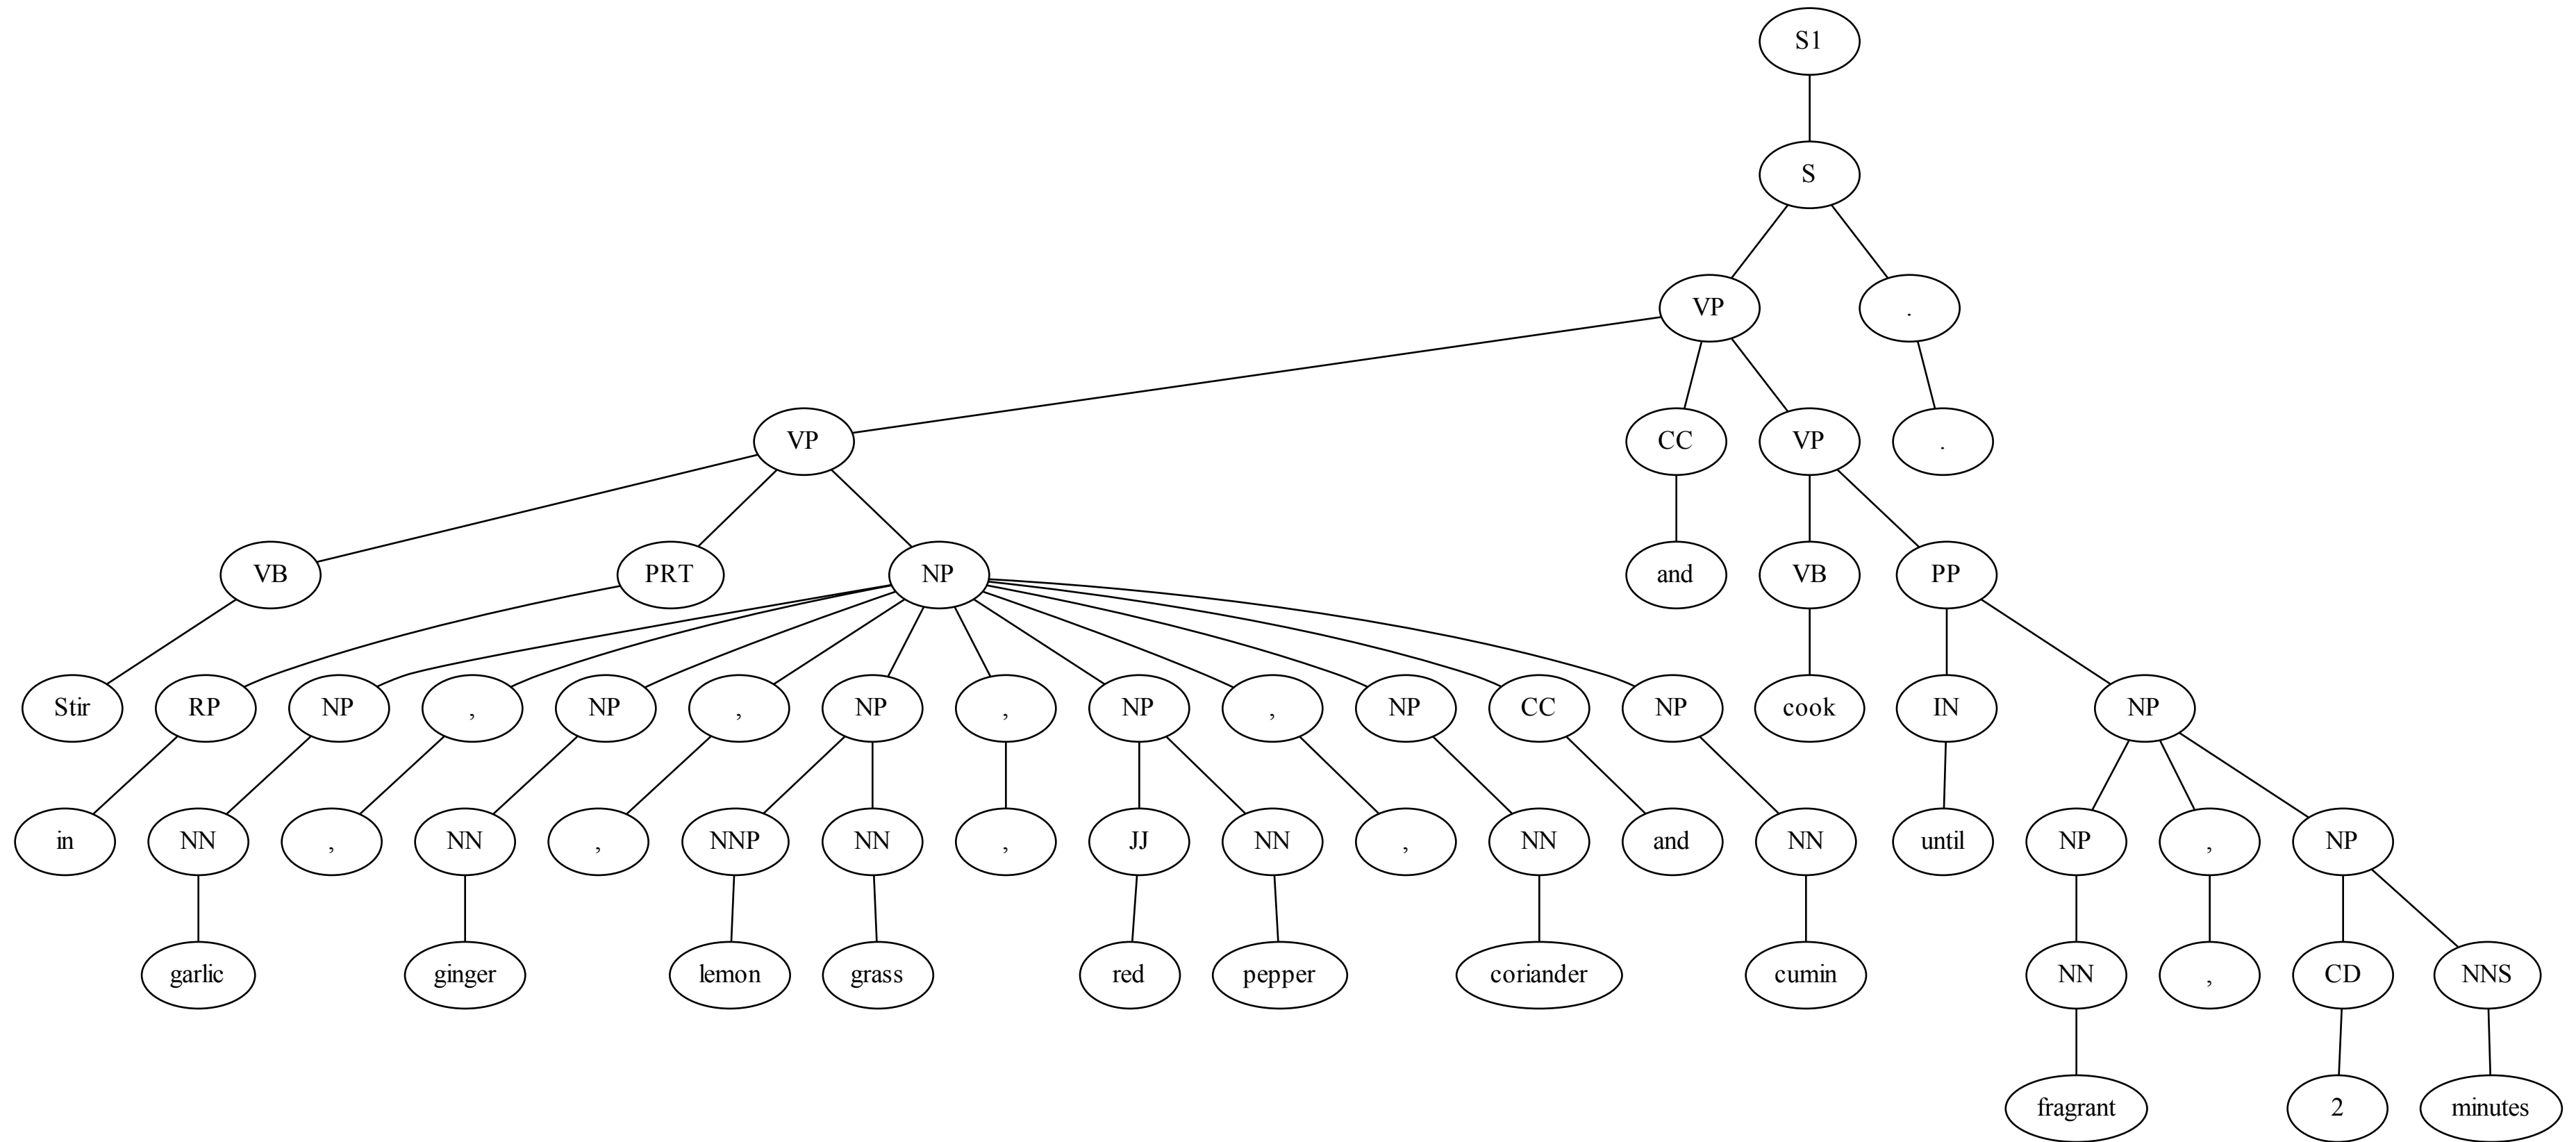 S1
S
VP .
VP CC VP .
VB PRT NP and VB PP
Stir RP NP , NP , NP , NP , NP CC NP cook IN NP
in NN , NN , NNP NN , JJ NN , NN and NN until NP , NP
garlic ginger lemon grass red pepper coriander cumin NN , CD NNS
fragrant 2 minutes